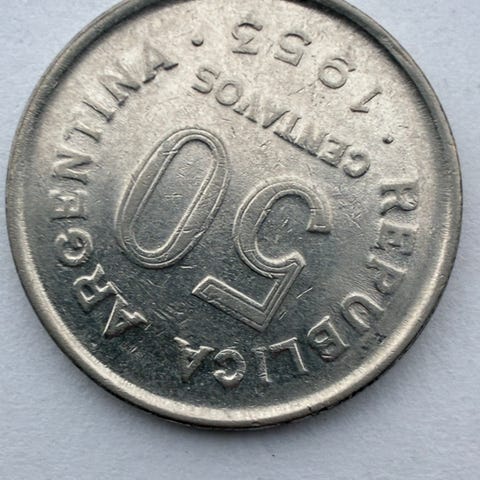 REPUBLICA ARGENTINA
50
CENTAVOS
1953